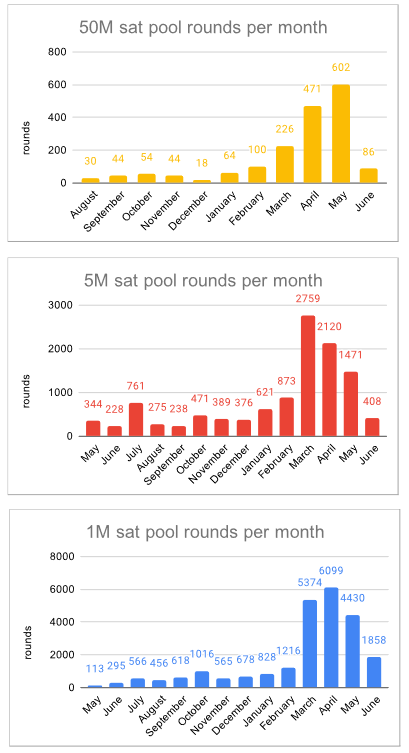 50M sat pool rounds per month
800
600
400
200
0
rounds
30 44 54 44 18 64 100 226 471 602 86
August September October November December January February March April May June
5M sat pool rounds per month
3000
2000
1000
0
rounds
344 228 761 275 238 471 389 376 621 873 2759 2120 1471 408
May June July August September October November December January February March April May June
1M sat pool rounds per month
8000
6000
4000
2000
0
rounds
113 295 566 456 618 1016 565 678 828 1216 5374 6099 4430 1858
May June July August September October November December January February March April May June